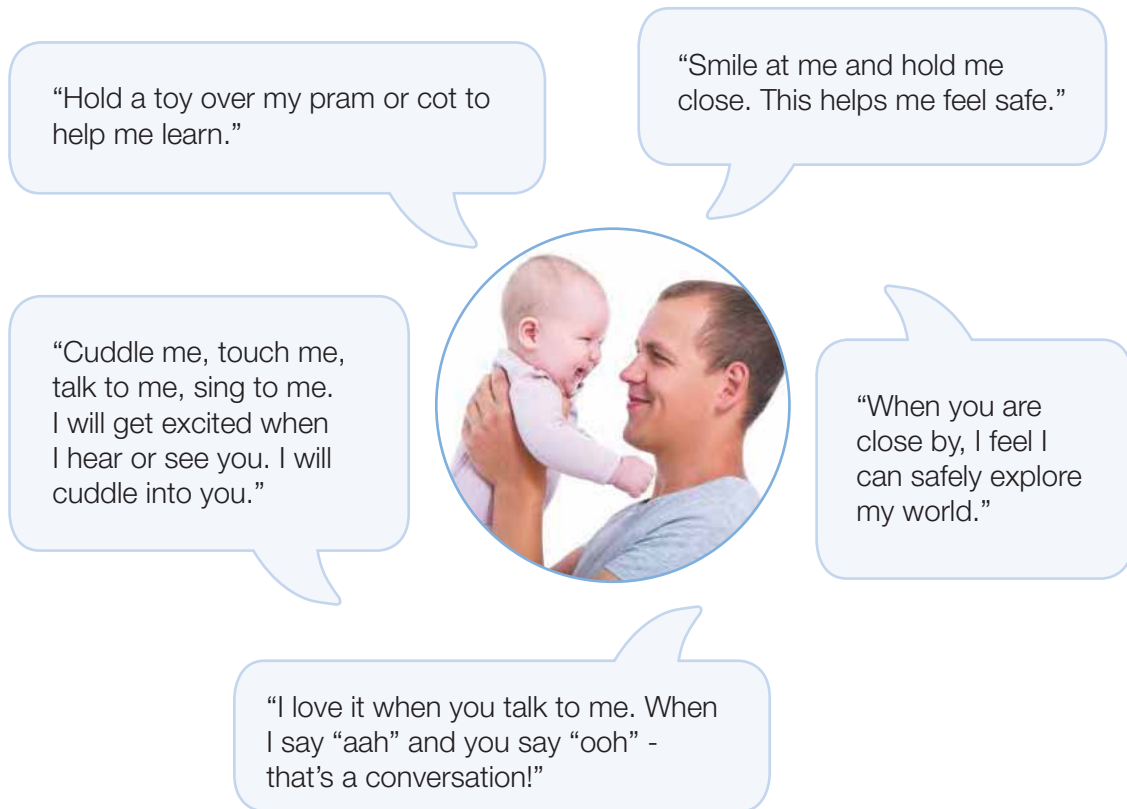 “Hold a toy over my pram or cot to
help me learn.”
“Smile at me and hold me
close. This helps me feel safe.”
“Cuddle me, touch me,
talk to me, sing to me.
I will get excited when
I hear or see you. I will
cuddle into you.”
“When you are
close by, I feel I
can safely explore
my world.”
“I love it when you talk to me. When
I say “aah” and you say “ooh” -
that’s a conversation!”